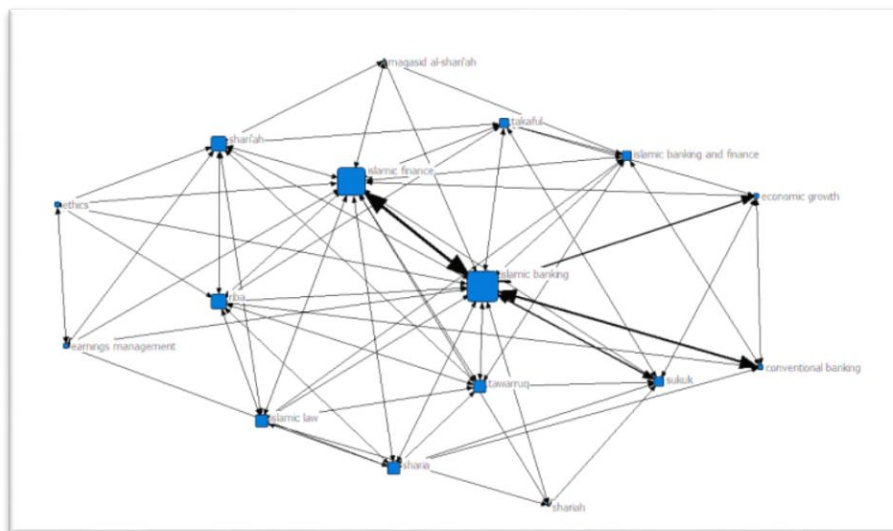 maqasid al-shari'ah
takaful
shari'ah
islamic banking and finance
islamic finance
economic growth
ethics
islamic banking
riba
earnings management
conventional banking
sukuk
tawarruq
islamic law
sharia
shariah